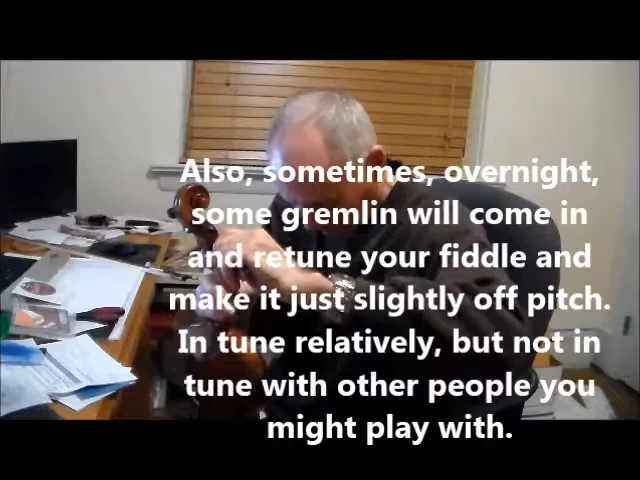 Also, sometimes, overnight,
some gremlin will come in
and retune your fiddle and
make it just slightly off pitch.
In tune relatively, but not in
tune with other people you
might play with.